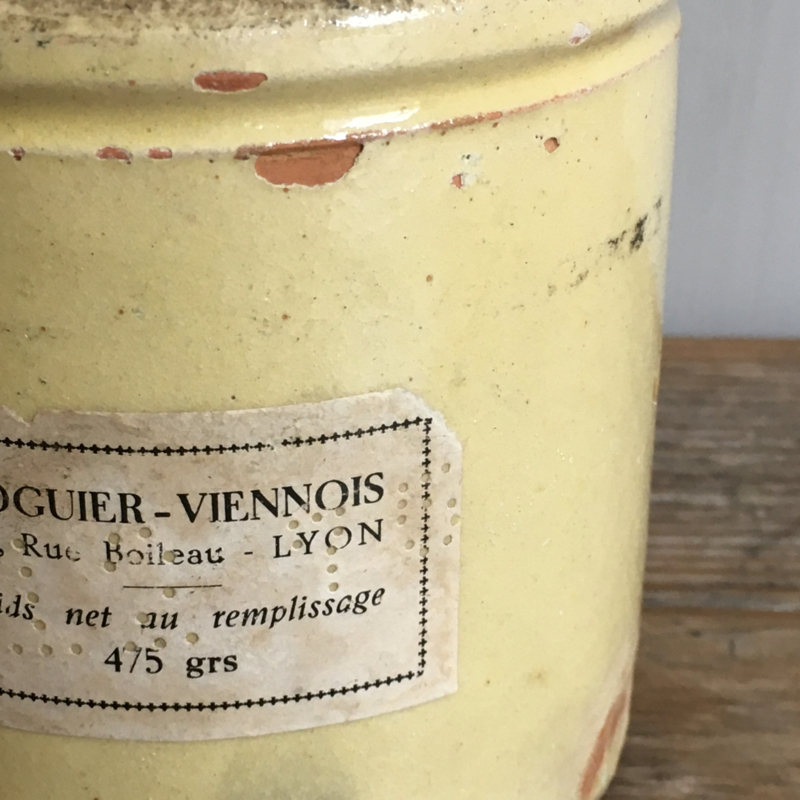 OGUIER-VIENNOIS
, Rue Boileau - LYON
ids net au remplissage
475 grs